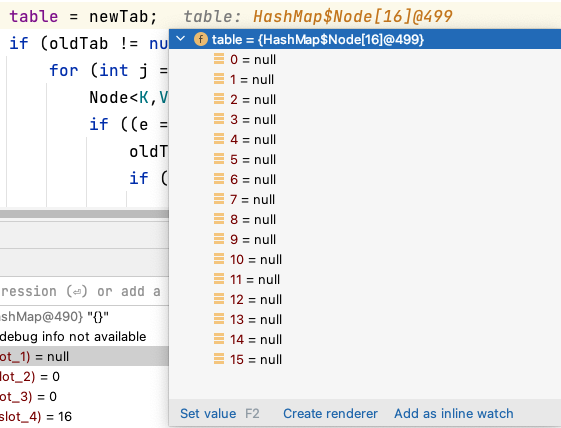 table = newTab; table: HashMap$Node[16]@499
if (oldTab != nu
for (int j =
Node<K,V
if ((e =
oldT
if (
table = {HashMap$Node[16]@499}
0 = null
1 = null
2 = null
3 = null
4 = null
5 = null
6 = null
7 = null
8 = null
9 = null
10 = null
11 = null
12 = null
13 = null
14 = null
15 = null
Set value F2 Create renderer Add as inline watch
ression (⏎) or add a
shMap@490} "{}"
debug info not available
ot_1) = null
lot_2) = 0
ot_3) = 0
slot_4) = 16